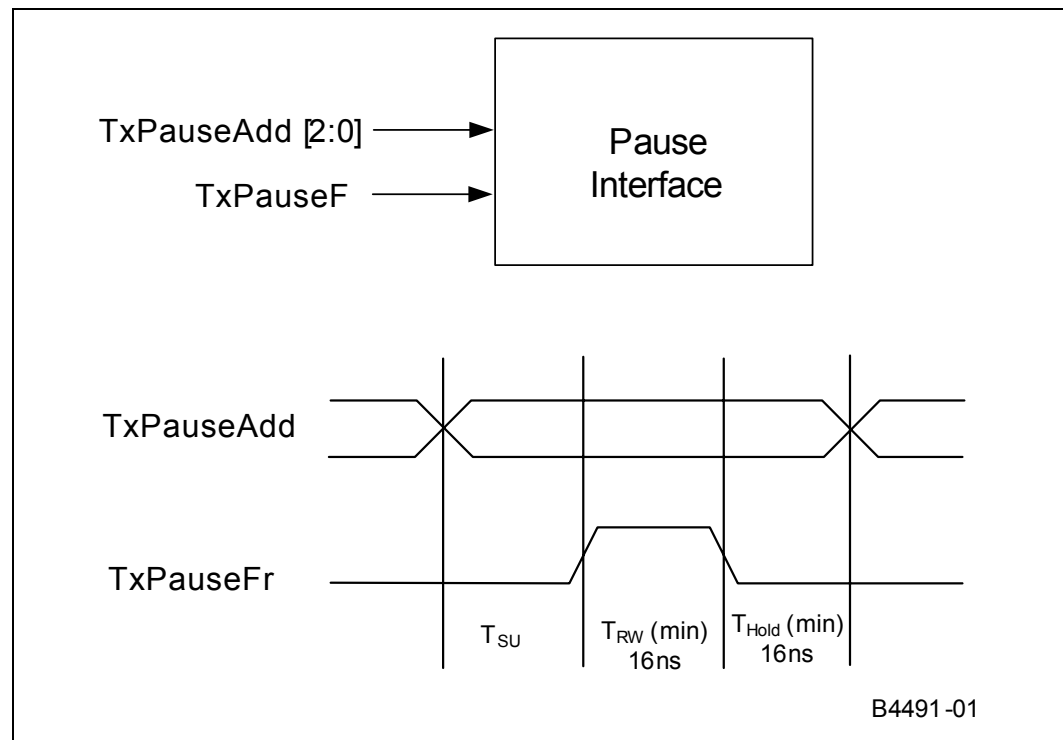 TxPauseAdd [2:0]
TxPauseF
Pause
Interface
TxPauseAdd
TxPauseFr
TSU
TRW (min)
16ns
THold (min)
16ns
B4491-01